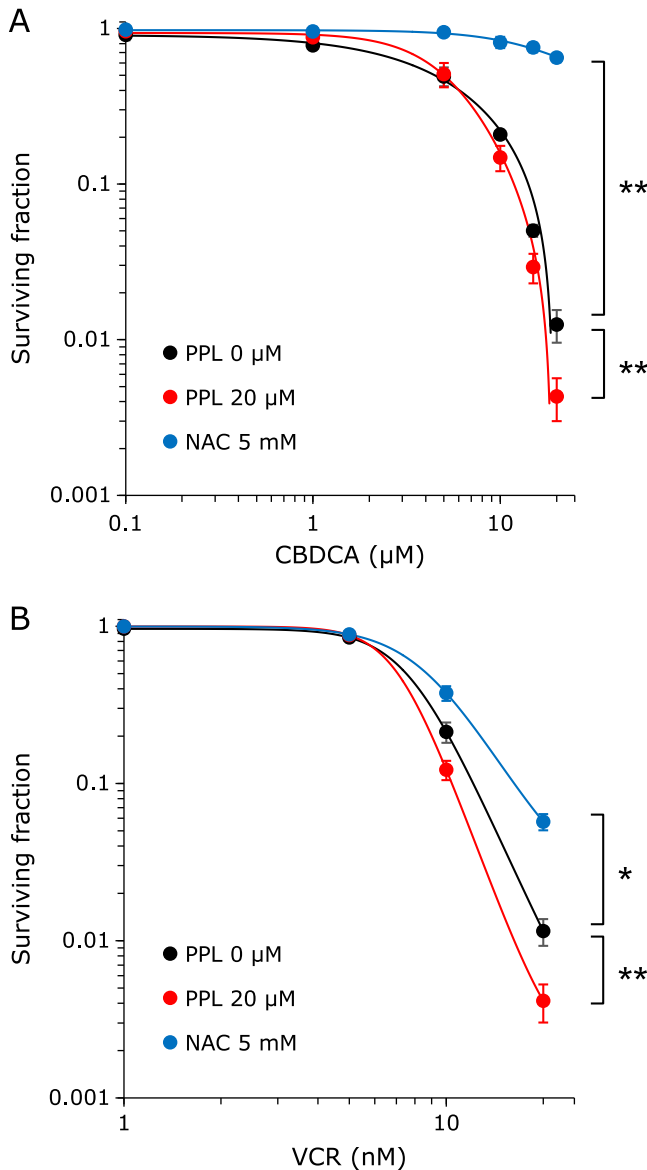 A
1
0.1
0.01
0.001
Surviving fraction
PPL 0 μM
PPL 20 μM
NAC 5 mM
**
**
0.1 1 10
CBDCA (μM)
B
1
0.1
0.01
0.001
Surviving fraction
PPL 0 μM
PPL 20 μM
NAC 5 mM
*
**
1 10
VCR (nM)